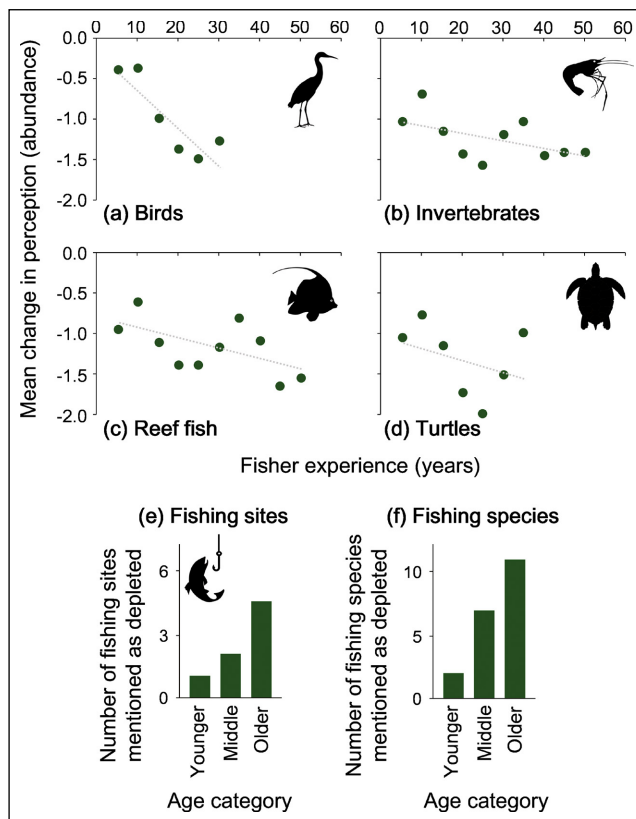 0 10 20 30 40 50 60
0 10 20 30 40 50 60
0.0
-0.5
-1.0
-1.5
-2.0
(a) Birds
(b) Invertebrates
0.0
-0.5
-1.0
-1.5
-2.0
(c) Reef fish
(d) Turtles
Mean change in perception (abundance)
Fisher experience (years)
(e) Fishing sites
(f) Fishing species
Number of fishing sites
mentioned as depleted
6
3
0
Younger
Middle
Older
Age category
Number of fishing species
mentioned as depleted
10
5
0
Younger
Middle
Older
Age category